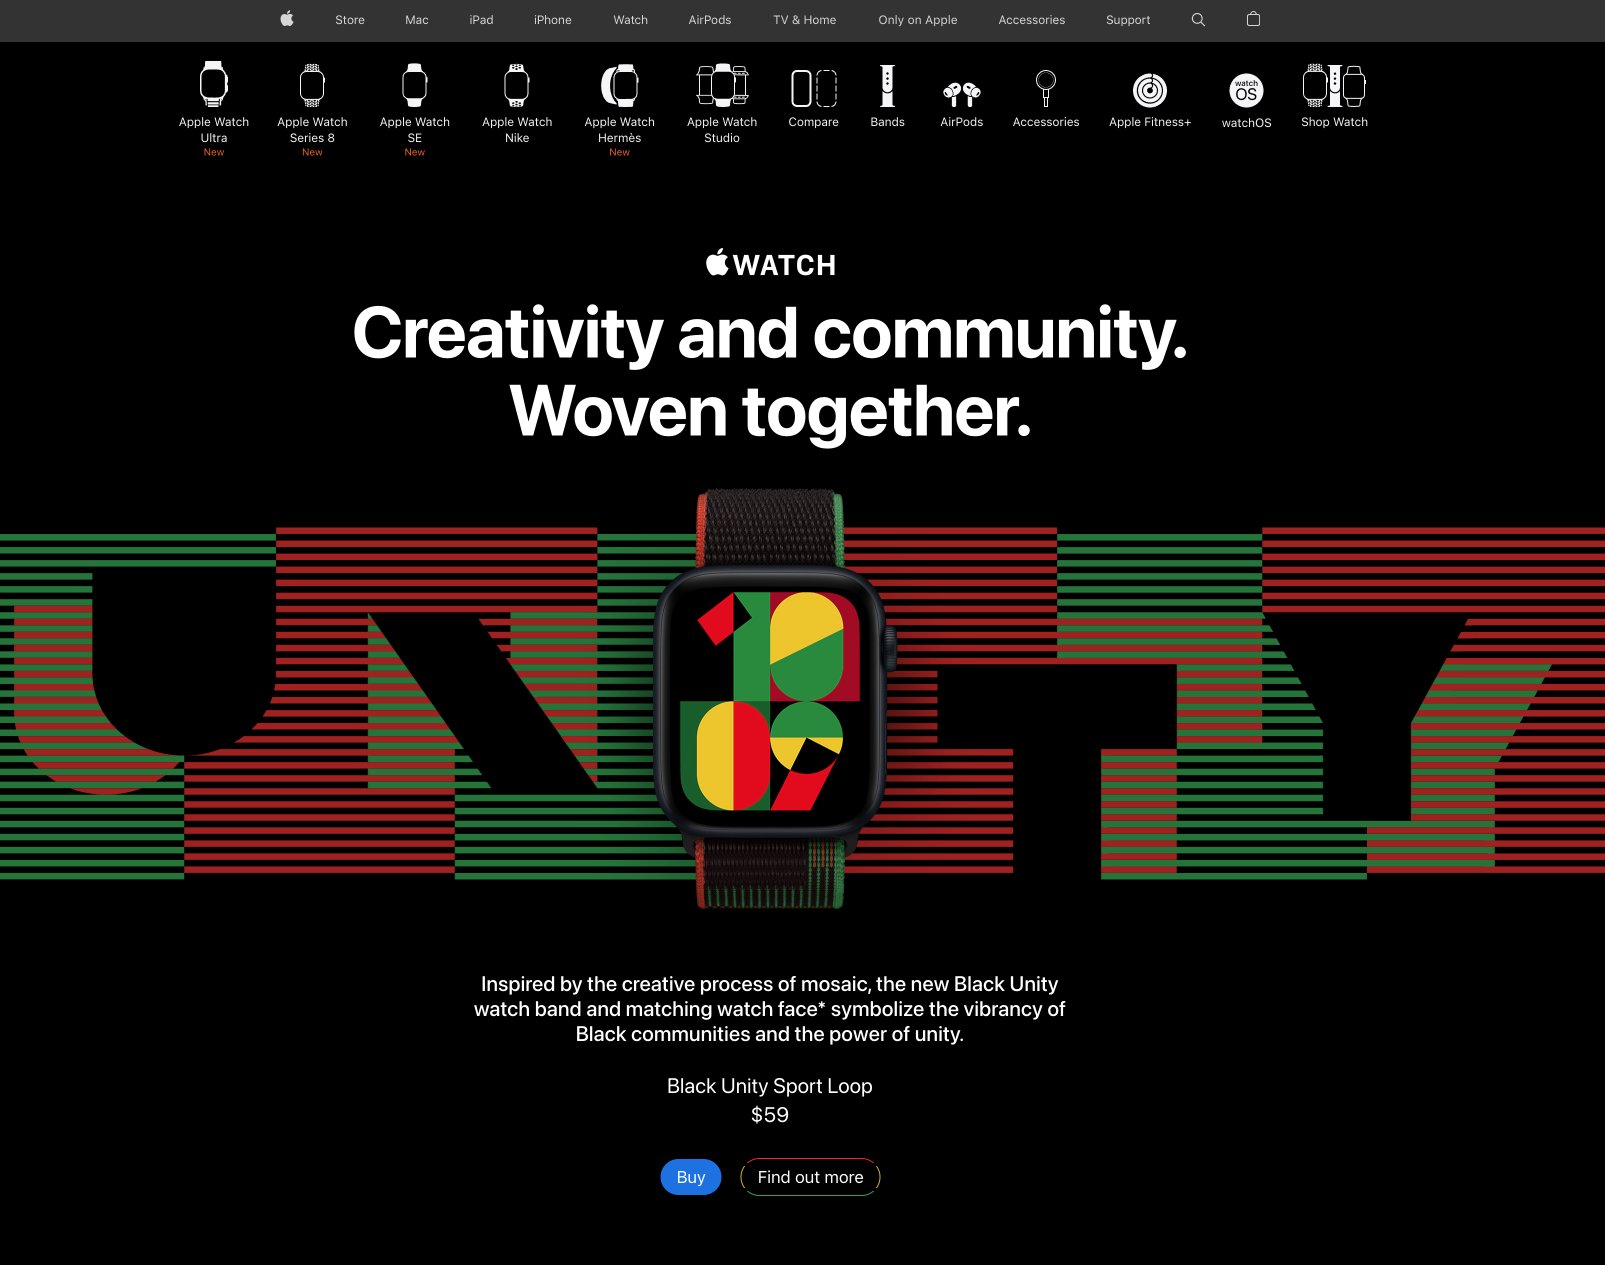 Store Mac iPad iPhone Watch AirPods TV & Home Only on Apple Accessories Support
Apple Watch Ultra New
Apple Watch Series 8 New
Apple Watch SE New
Apple Watch Nike
Apple Watch Hermès New
Apple Watch Studio
Compare
Bands
AirPods
Accessories
Apple Fitness+
watchOS
watchOS
Shop Watch
WATCH
Creativity and community.
Woven together.
UNITY
10
09
Inspired by the creative process of mosaic, the new Black Unity
watch band and matching watch face* symbolize the vibrancy of
Black communities and the power of unity.
Black Unity Sport Loop
$59
Buy Find out more